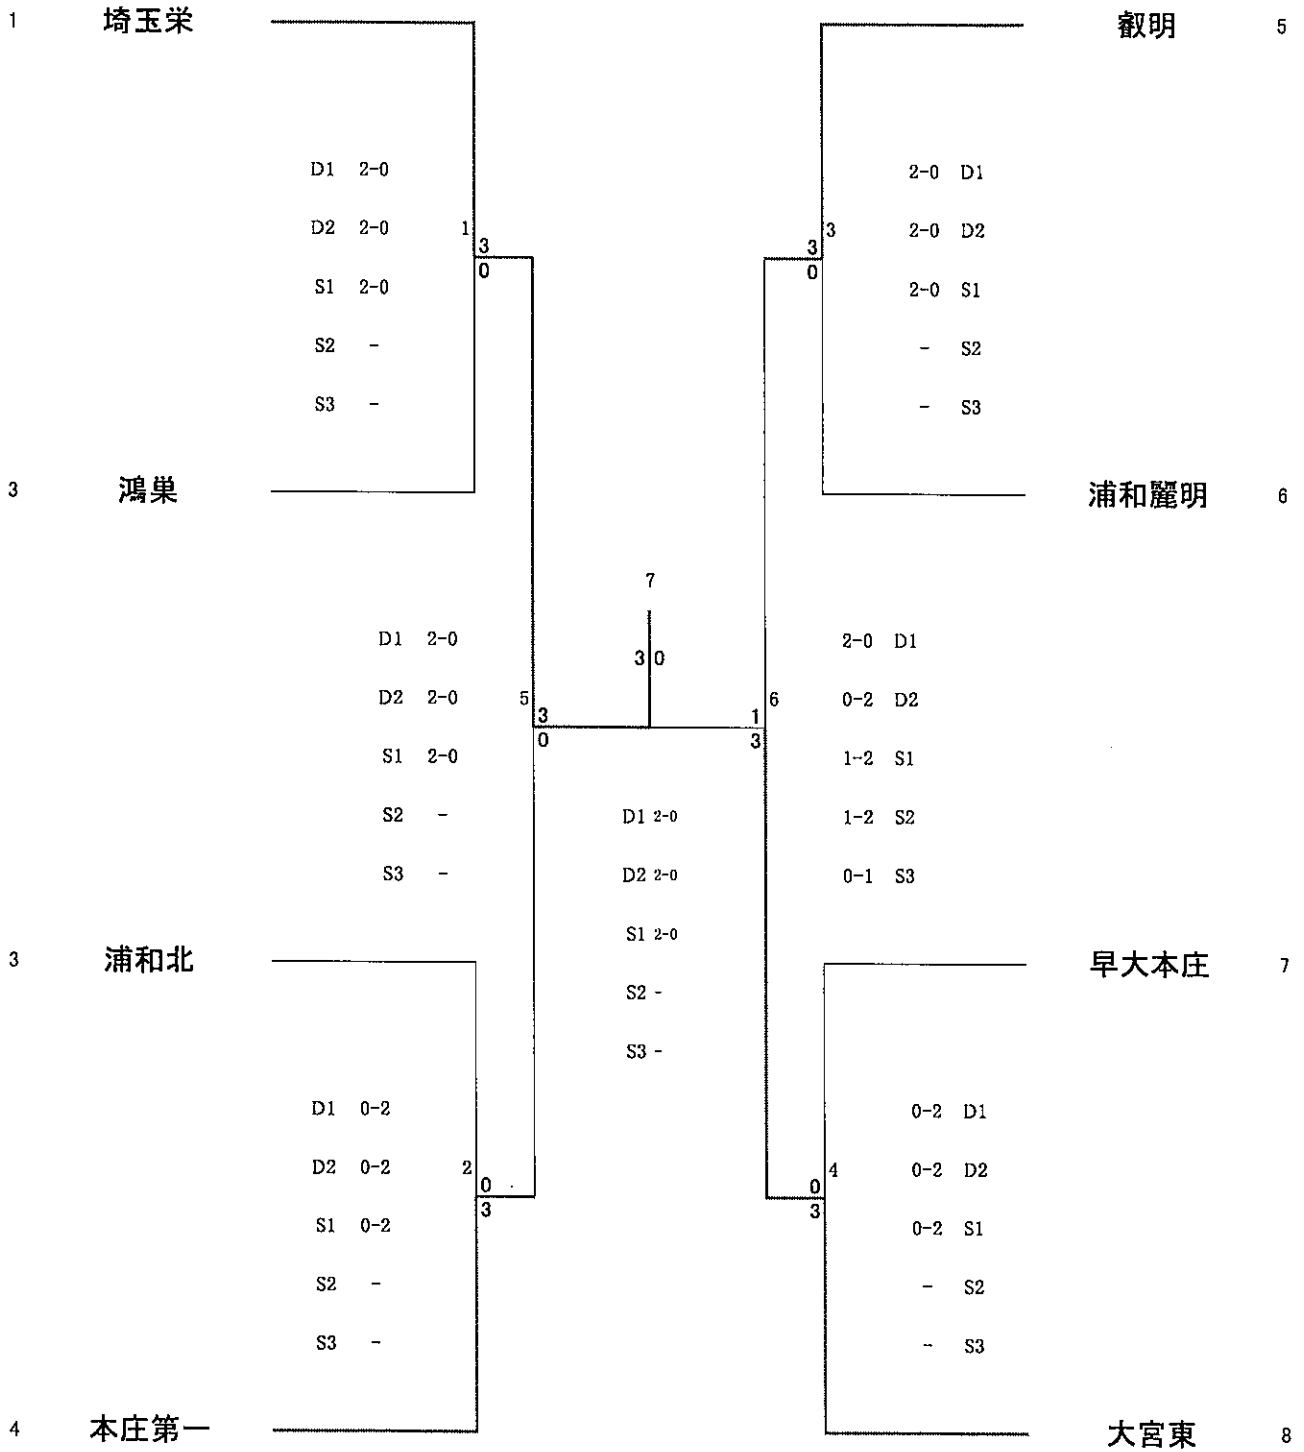 1 埼玉栄 叡明 5
D1 2-0 2-0 D1
D2 2-0 1 3 2-0 D2
3 3
0 0
S1 2-0 2-0 S1
S2 - - S2
S3 - - S3
3 鴻巣 浦和麗明 6
7
D1 2-0 3 0 2-0 D1
D2 2-0 5 6 0-2 D2
3 1
0 3
S1 2-0 1-2 S1
S2 - D1 2-0 1-2 S2
S3 - D2 2-0 0-1 S3
S1 2-0
3 浦和北 早大本庄 7
S2 -
S3 -
D1 0-2 0-2 D1
D2 0-2 2 4 0-2 D2
0 0
3 3
S1 0-2 0-2 S1
S2 - - S2
S3 - - S3
4 本庄第一 大宮東 8